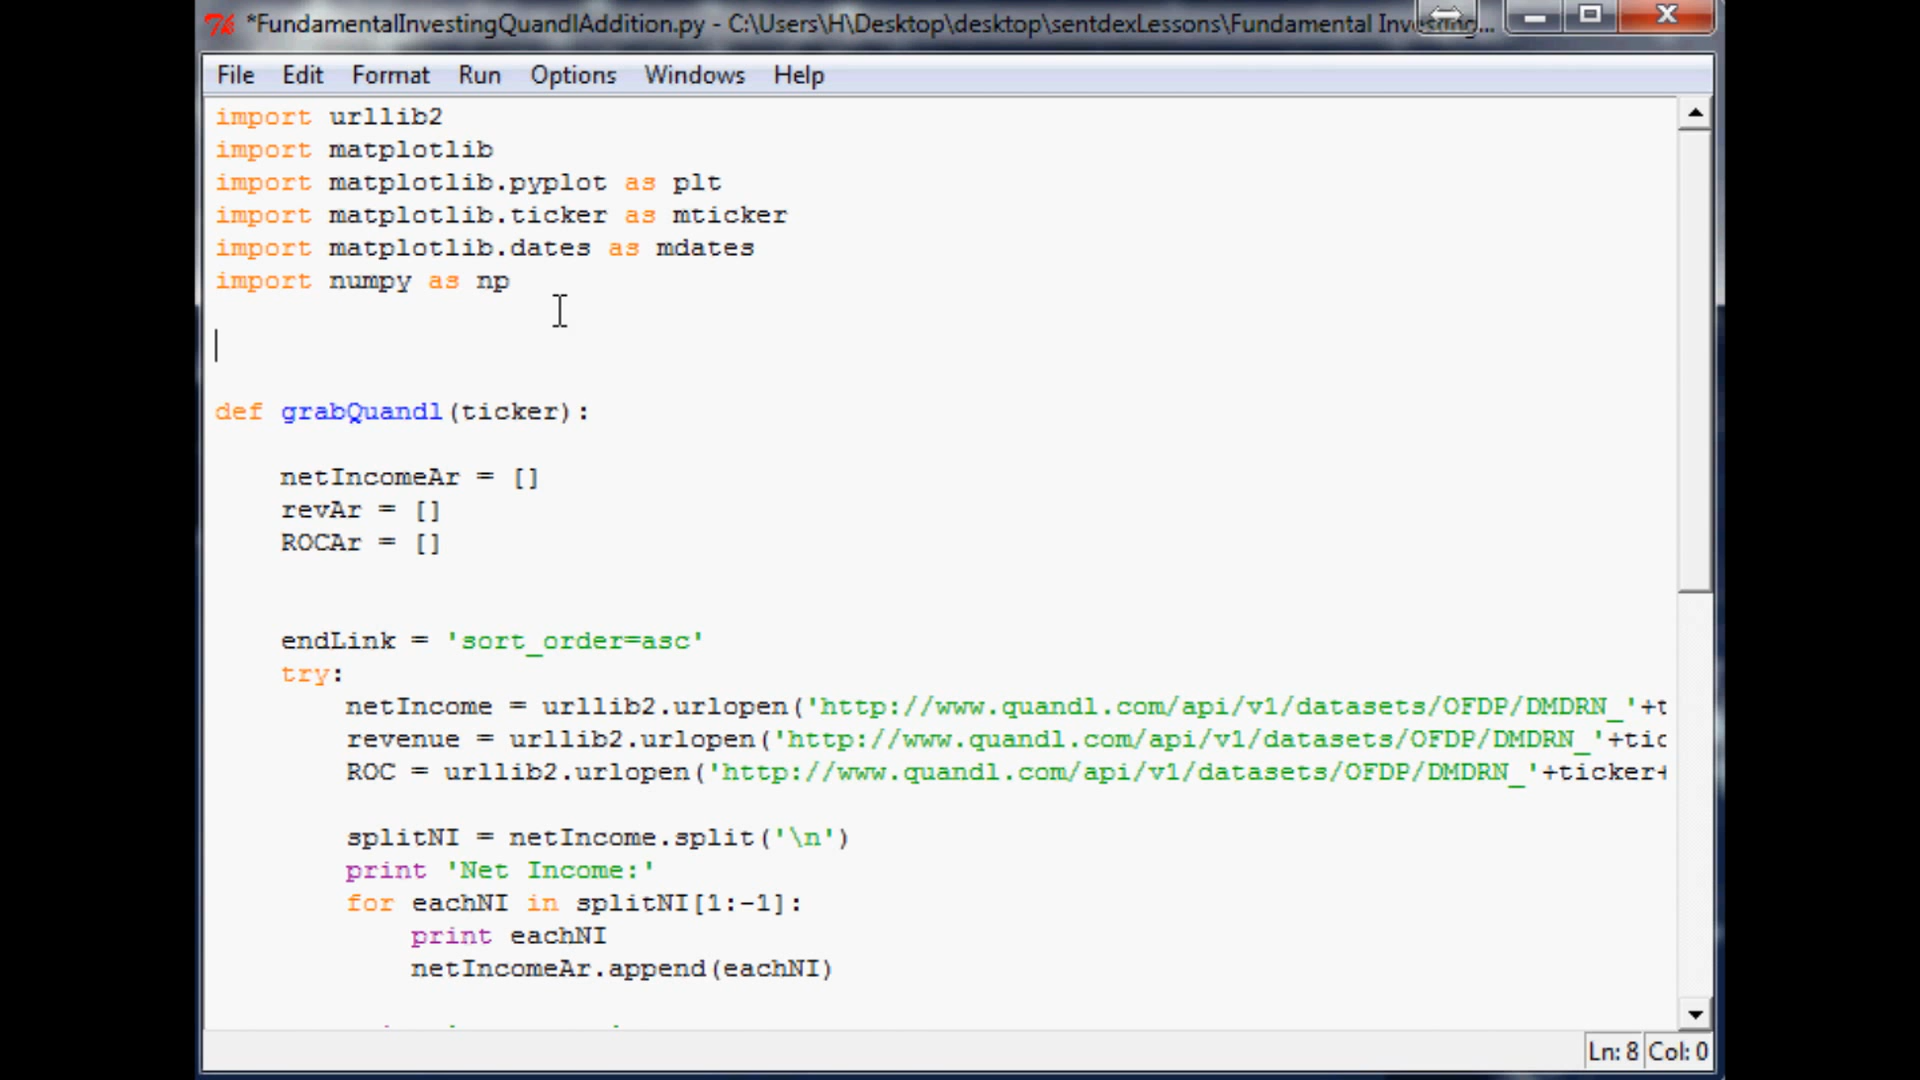 *FundamentalInvestingQuandlAddition.py - C:\Users\H\Desktop\desktop\sentdexLessons\Fundamental Investing...
File Edit Format Run Options Windows Help
import urllib2
import matplotlib
import matplotlib.pyplot as plt
import matplotlib.ticker as mticker
import matplotlib.dates as mdates
import numpy as np
def grabQuandl(ticker):
netIncomeAr = []
revAr = []
ROCAr = []
endLink = 'sort_order=asc'
try:
netIncome = urllib2.urlopen('http://www.quandl.com/api/v1/datasets/OFDP/DMDRN_'+t
revenue = urllib2.urlopen('http://www.quandl.com/api/v1/datasets/OFDP/DMDRN_'+tic
ROC = urllib2.urlopen('http://www.quandl.com/api/v1/datasets/OFDP/DMDRN_'+ticker+
splitNI = netIncome.split('\n')
print 'Net Income:'
for eachNI in splitNI[1:-1]:
print eachNI
netIncomeAr.append(eachNI)
Ln: 8 Col: 0